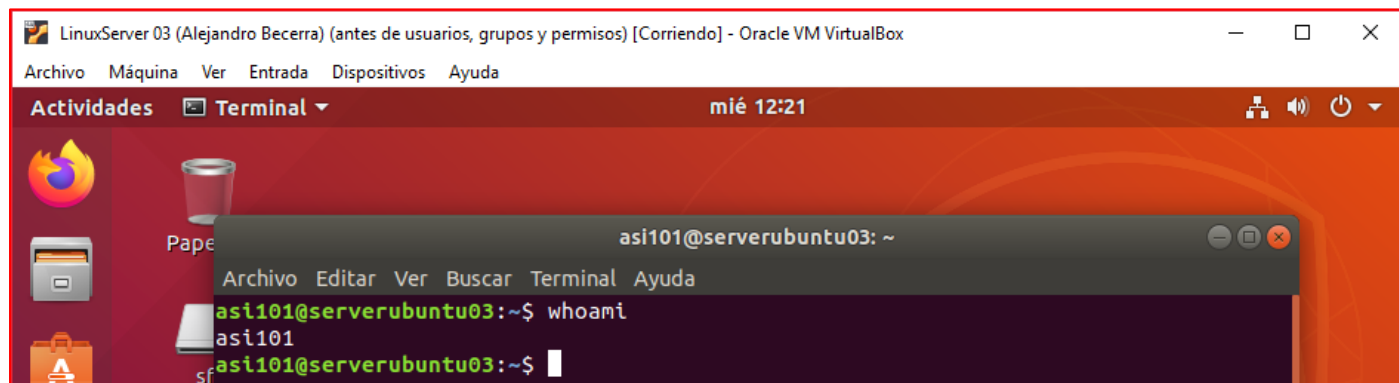 LinuxServer 03 (Alejandro Becerra) (antes de usuarios, grupos y permisos) [Corriendo] - Oracle VM VirtualBox
Archivo Máquina Ver Entrada Dispositivos Ayuda
Actividades Terminal mié 12:21
asi101@serverubuntu03: ~
Pape
Archivo Editar Ver Buscar Terminal Ayuda
asi101@serverubuntu03:~$ whoami
asi101
asi101@serverubuntu03:~$